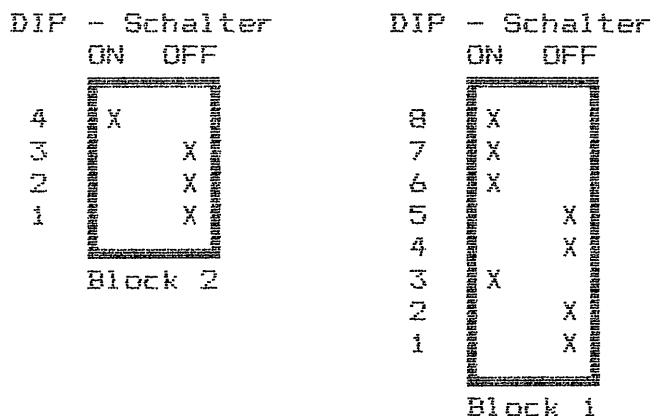 DIP - Schalter
ON OFF
4 X
3 X
2 X
1 X
Block 2
DIP - Schalter
ON OFF
8 X
7 X
6 X
5 X
4 X
3 X
2 X
1 X
Block 1